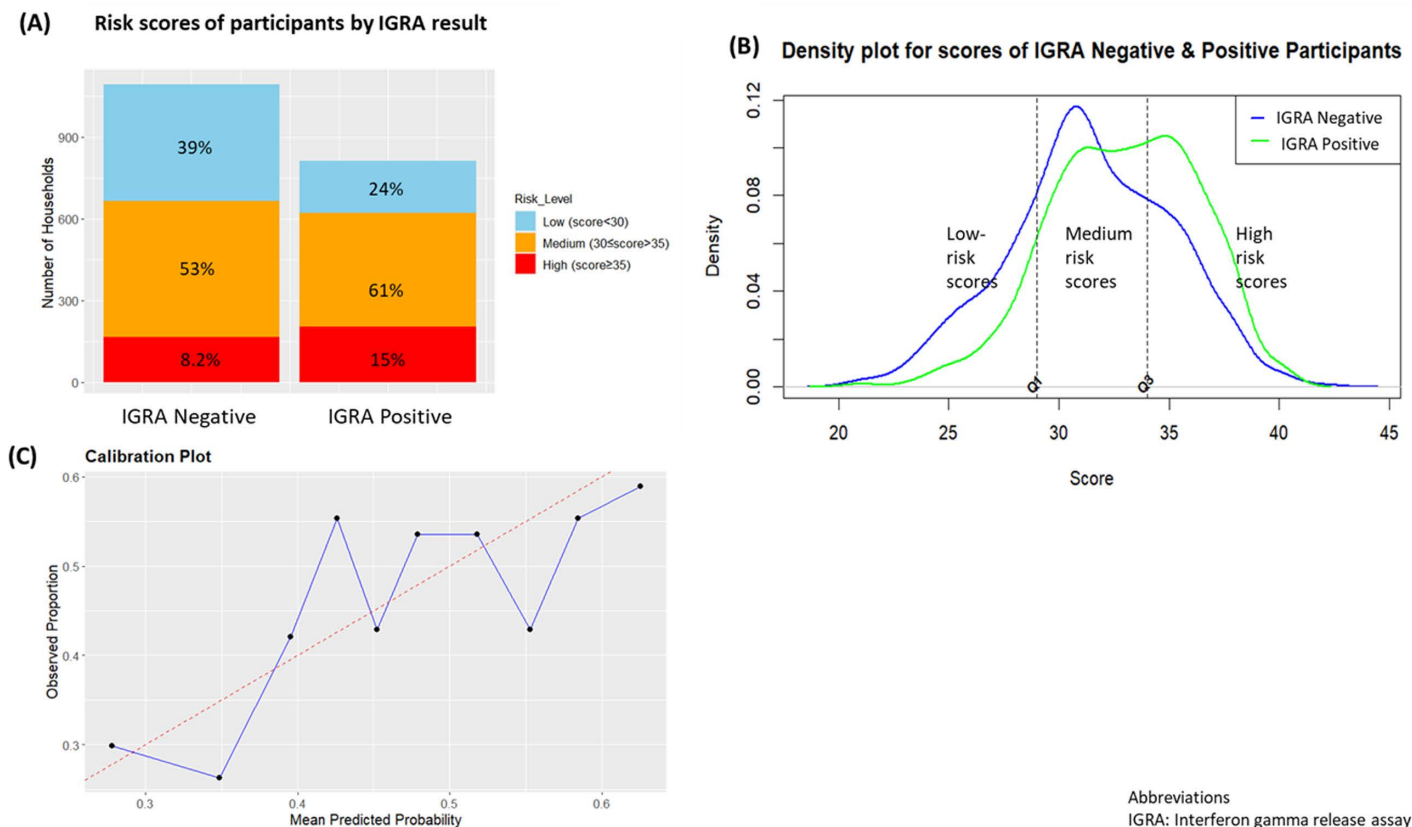 (A) Risk scores of participants by IGRA result
Number of Households
900
600
300
0
39%
53%
8.2%
24%
61%
15%
IGRA Negative
IGRA Positive
Risk_Level
Low (score<30)
Medium (30≤score>35)
High (score≥35)
(B) Density plot for scores of IGRA Negative & Positive Participants
Density
0.12
0.08
0.04
0.00
IGRA Negative
IGRA Positive
Low-
risk
scores
Medium
risk
scores
High
risk
scores
Q1
Q3
20
25
30
35
40
45
Score
(C) Calibration Plot
Observed Proportion
0.6
0.5
0.4
0.3
0.3
0.4
0.5
0.6
Mean Predicted Probability
Abbreviations
IGRA: Interferon gamma release assay